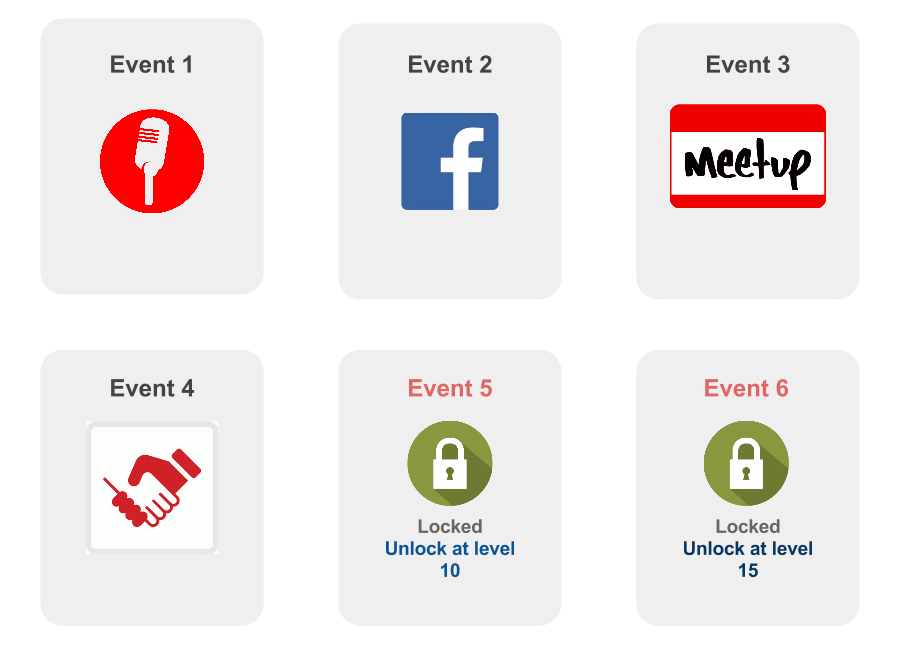 Event 1
Event 2
Event 3
f
meetup
Event 4
Event 5
Event 6
Locked
Unlock at level
10
Locked
Unlock at level
15